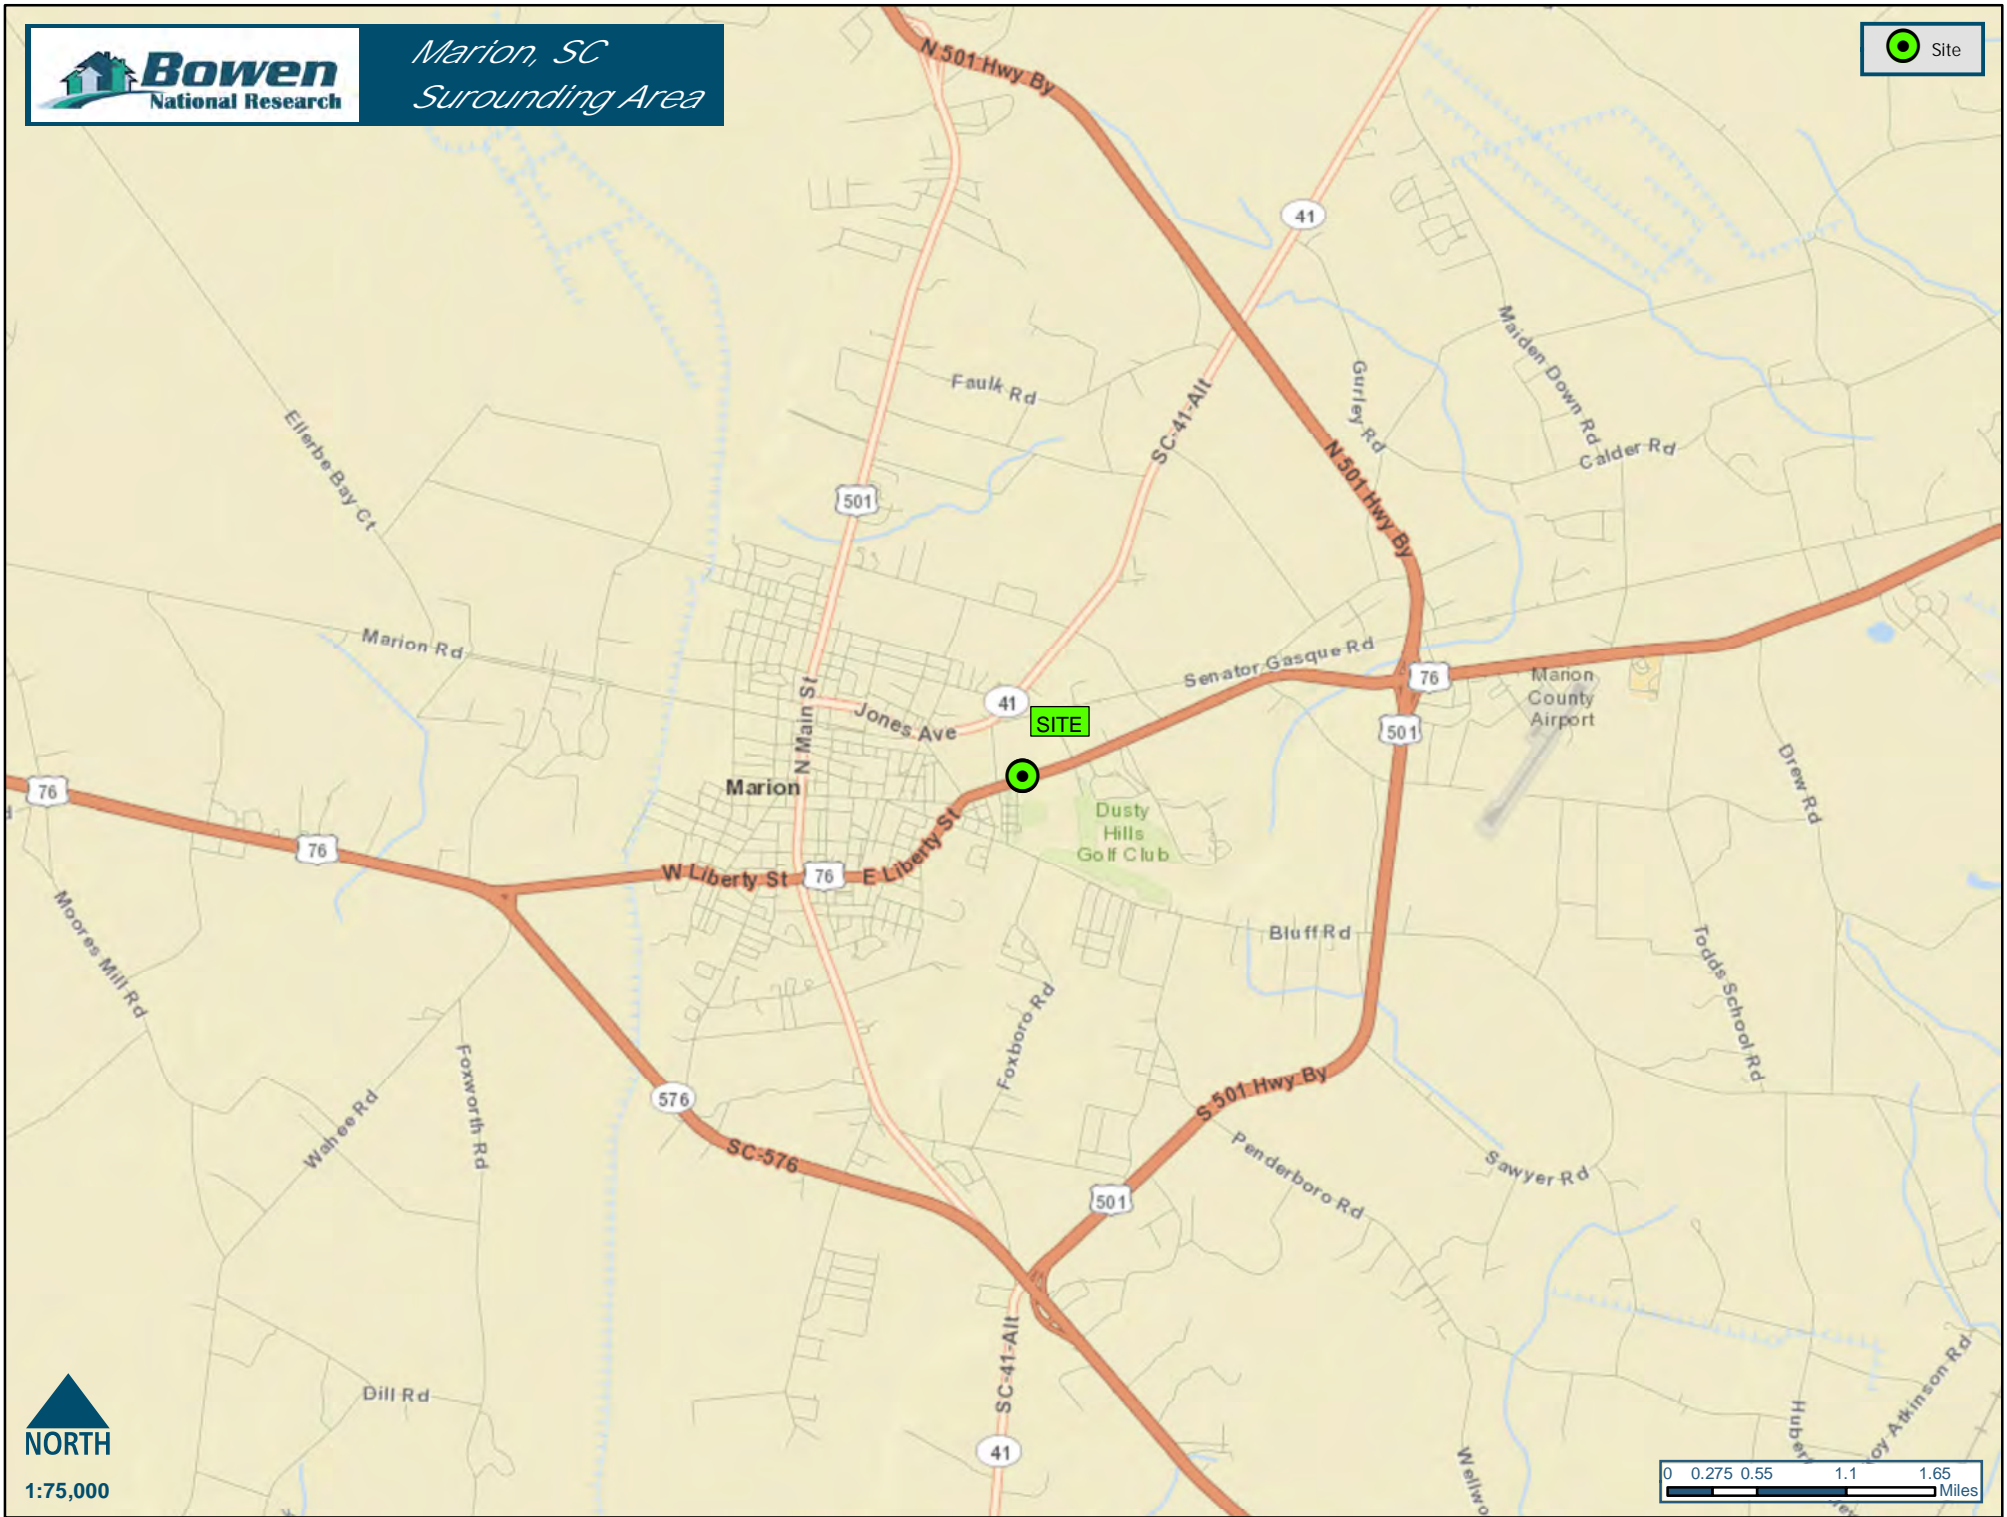 Bowen
National Research
Marion, SC
Surounding Area
Site
N 501 Hwy By
41
Maiden Down Rd
Gurley Rd
Faulk Rd
SC-41-Alt
Calder Rd
N 501 Hwy By
Ellerbe Bay Ct
501
Marion Rd
Senator Gasque Rd
N Main St
41
76
Marion
County
Airport
Jones Ave
SITE
501
Drew Rd
76
Marion
Dusty
Hills
Golf Club
76
W Liberty St
76
E Liberty St
Moores Mill Rd
Bluff Rd
Todds School Rd
Foxboro Rd
Foxworth Rd
Wahee Rd
576
S 501 Hwy By
SC-576
Penderboro Rd
Sawyer Rd
501
SC-41-Alt
Dill Rd
41
Hubert
oy Atkinson Rd
Wellwo
NORTH
1:75,000
0 0.275 0.55 1.1 1.65
Miles